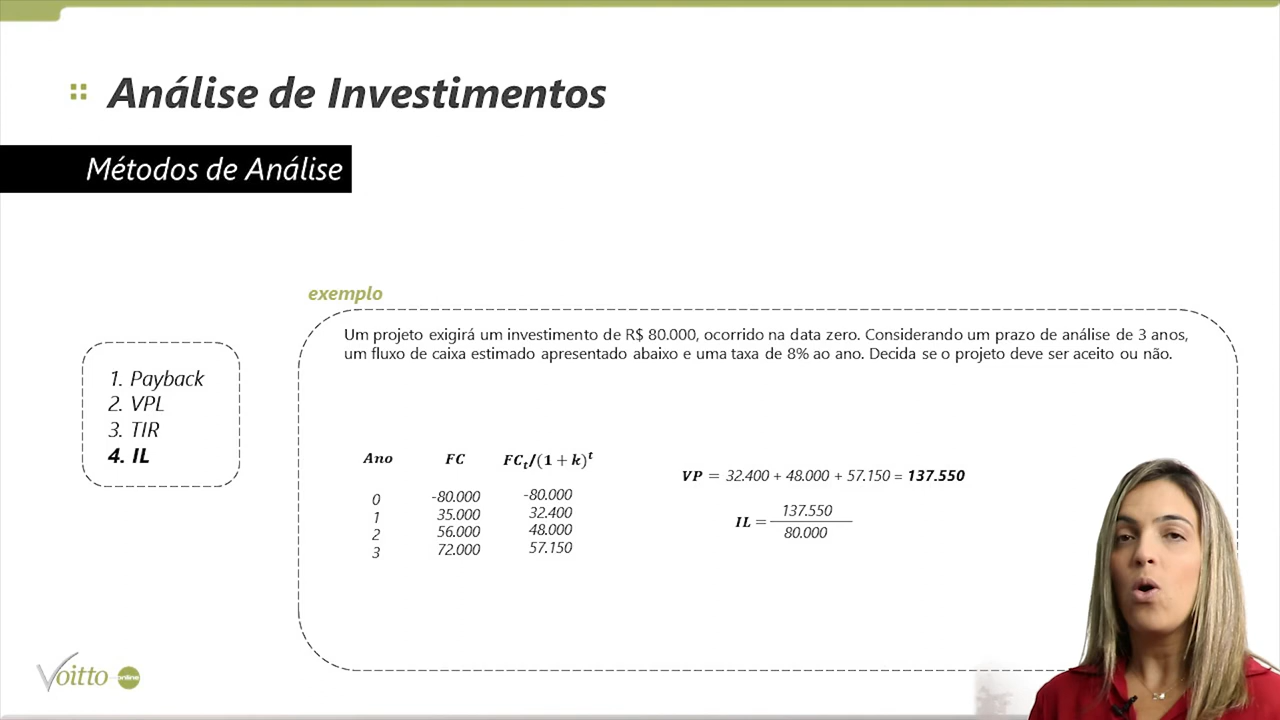 Análise de Investimentos
Métodos de Análise
exemplo
Um projeto exigirá um investimento de R$ 80.000, ocorrido na data zero. Considerando um prazo de análise de 3 anos,
um fluxo de caixa estimado apresentado abaixo e uma taxa de 8% ao ano. Decida se o projeto deve ser aceito ou não.
1. Payback
2. VPL
3. TIR
4. IL
Ano FC FCₜ/(1 + k)ᵗ
0 -80.000 -80.000
1 35.000 32.400
2 56.000 48.000
3 72.000 57.150
VP = 32.400 + 48.000 + 57.150 = 137.550
IL = 137.550
80.000
Voitto online